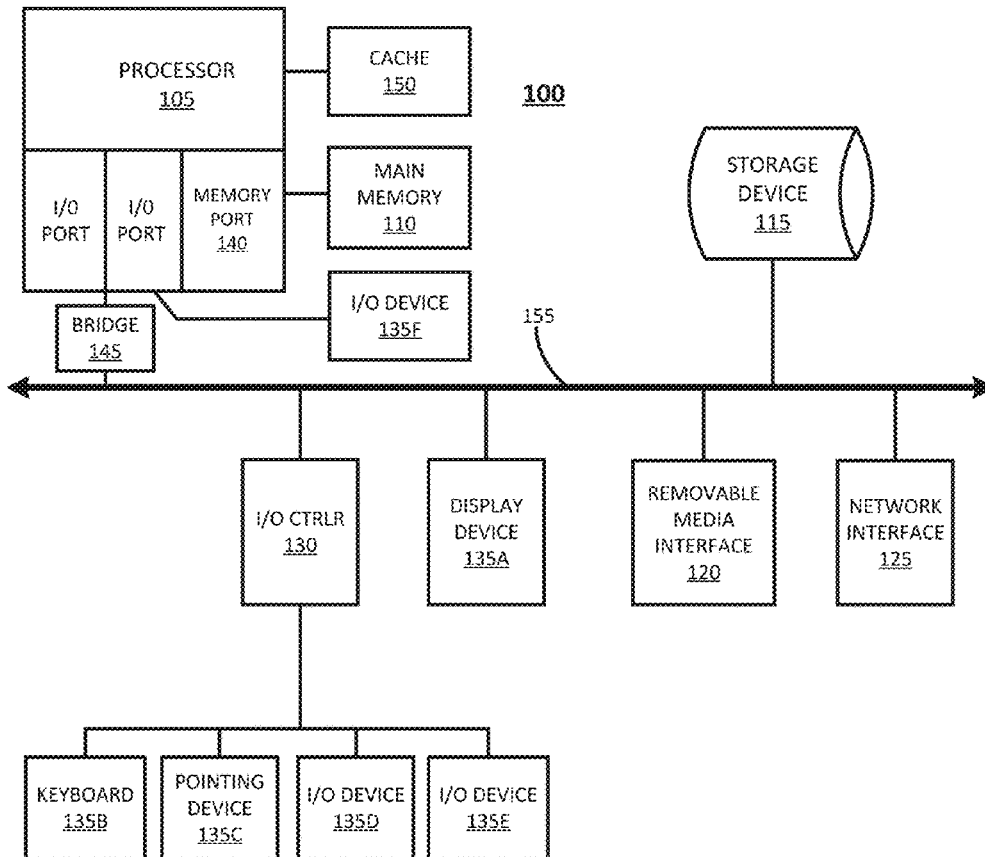 PROCESSOR
105
CACHE
150
100
I/O
PORT
I/O
PORT
MEMORY
PORT
140
MAIN
MEMORY
110
STORAGE
DEVICE
115
I/O DEVICE
135F
BRIDGE
145
155
I/O CTRLR
130
DISPLAY
DEVICE
135A
REMOVABLE
MEDIA
INTERFACE
120
NETWORK
INTERFACE
125
KEYBOARD
135B
POINTING
DEVICE
135C
I/O DEVICE
135D
I/O DEVICE
135E